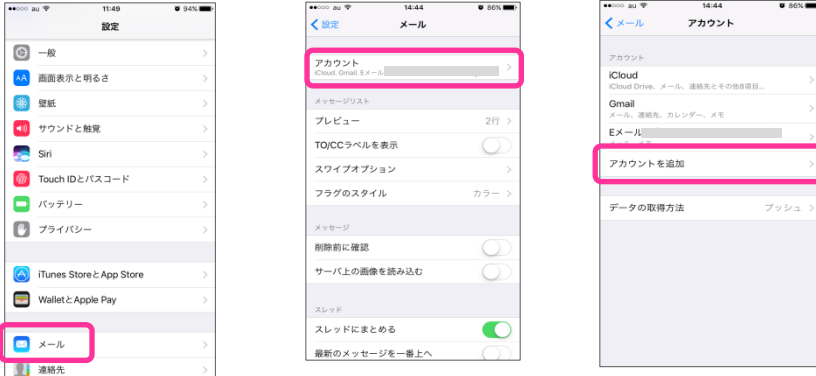 au 11:49 94%
設定
一般
AA 画面表示と明るさ
壁紙
サウンドと触覚
Siri
Touch IDとパスコード
バッテリー
プライバシー
iTunes StoreとApp Store
WalletとApple Pay
メール
連絡先
au 14:44 86%
設定 メール
アカウント
iCloud, Gmail, Eメール
メッセージリスト
プレビュー 2行
TO/CCラベルを表示
スワイプオプション
フラグのスタイル カラー
メッセージ
削除前に確認
サーバ上の画像を読み込む
スレッド
スレッドにまとめる
最新のメッセージを一番上へ
au 14:44 86%
メール アカウント
アカウント
iCloud
iCloud Drive、メール、連絡先とその他8項目...
Gmail
メール、連絡先、カレンダー、メモ
Eメール
アカウントを追加
データの取得方法 プッシュ